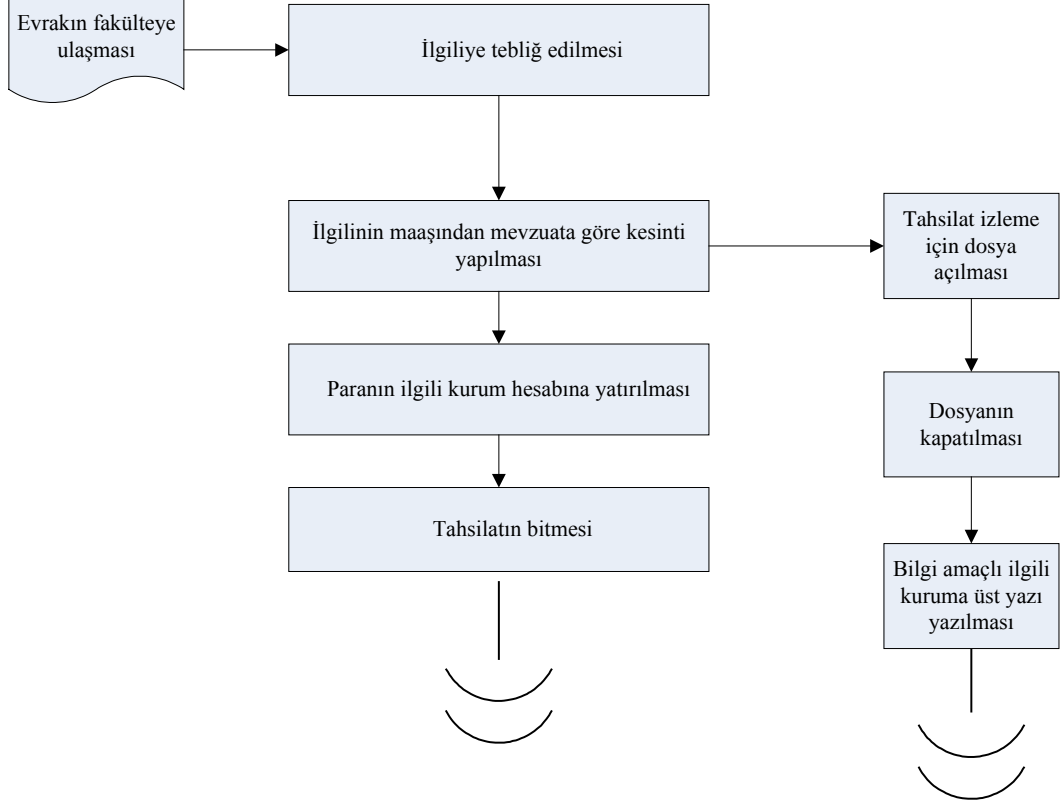 Evrakın fakülteye
ulaşması
İlgiliye tebliğ edilmesi
İlgilinin maaşından mevzuata göre kesinti
yapılması
Tahsilat izleme
için dosya
açılması
Paranın ilgili kurum hesabına yatırılması
Dosyanın
kapatılması
Tahsilatın bitmesi
Bilgi amaçlı ilgili
kuruma üst yazı
yazılması